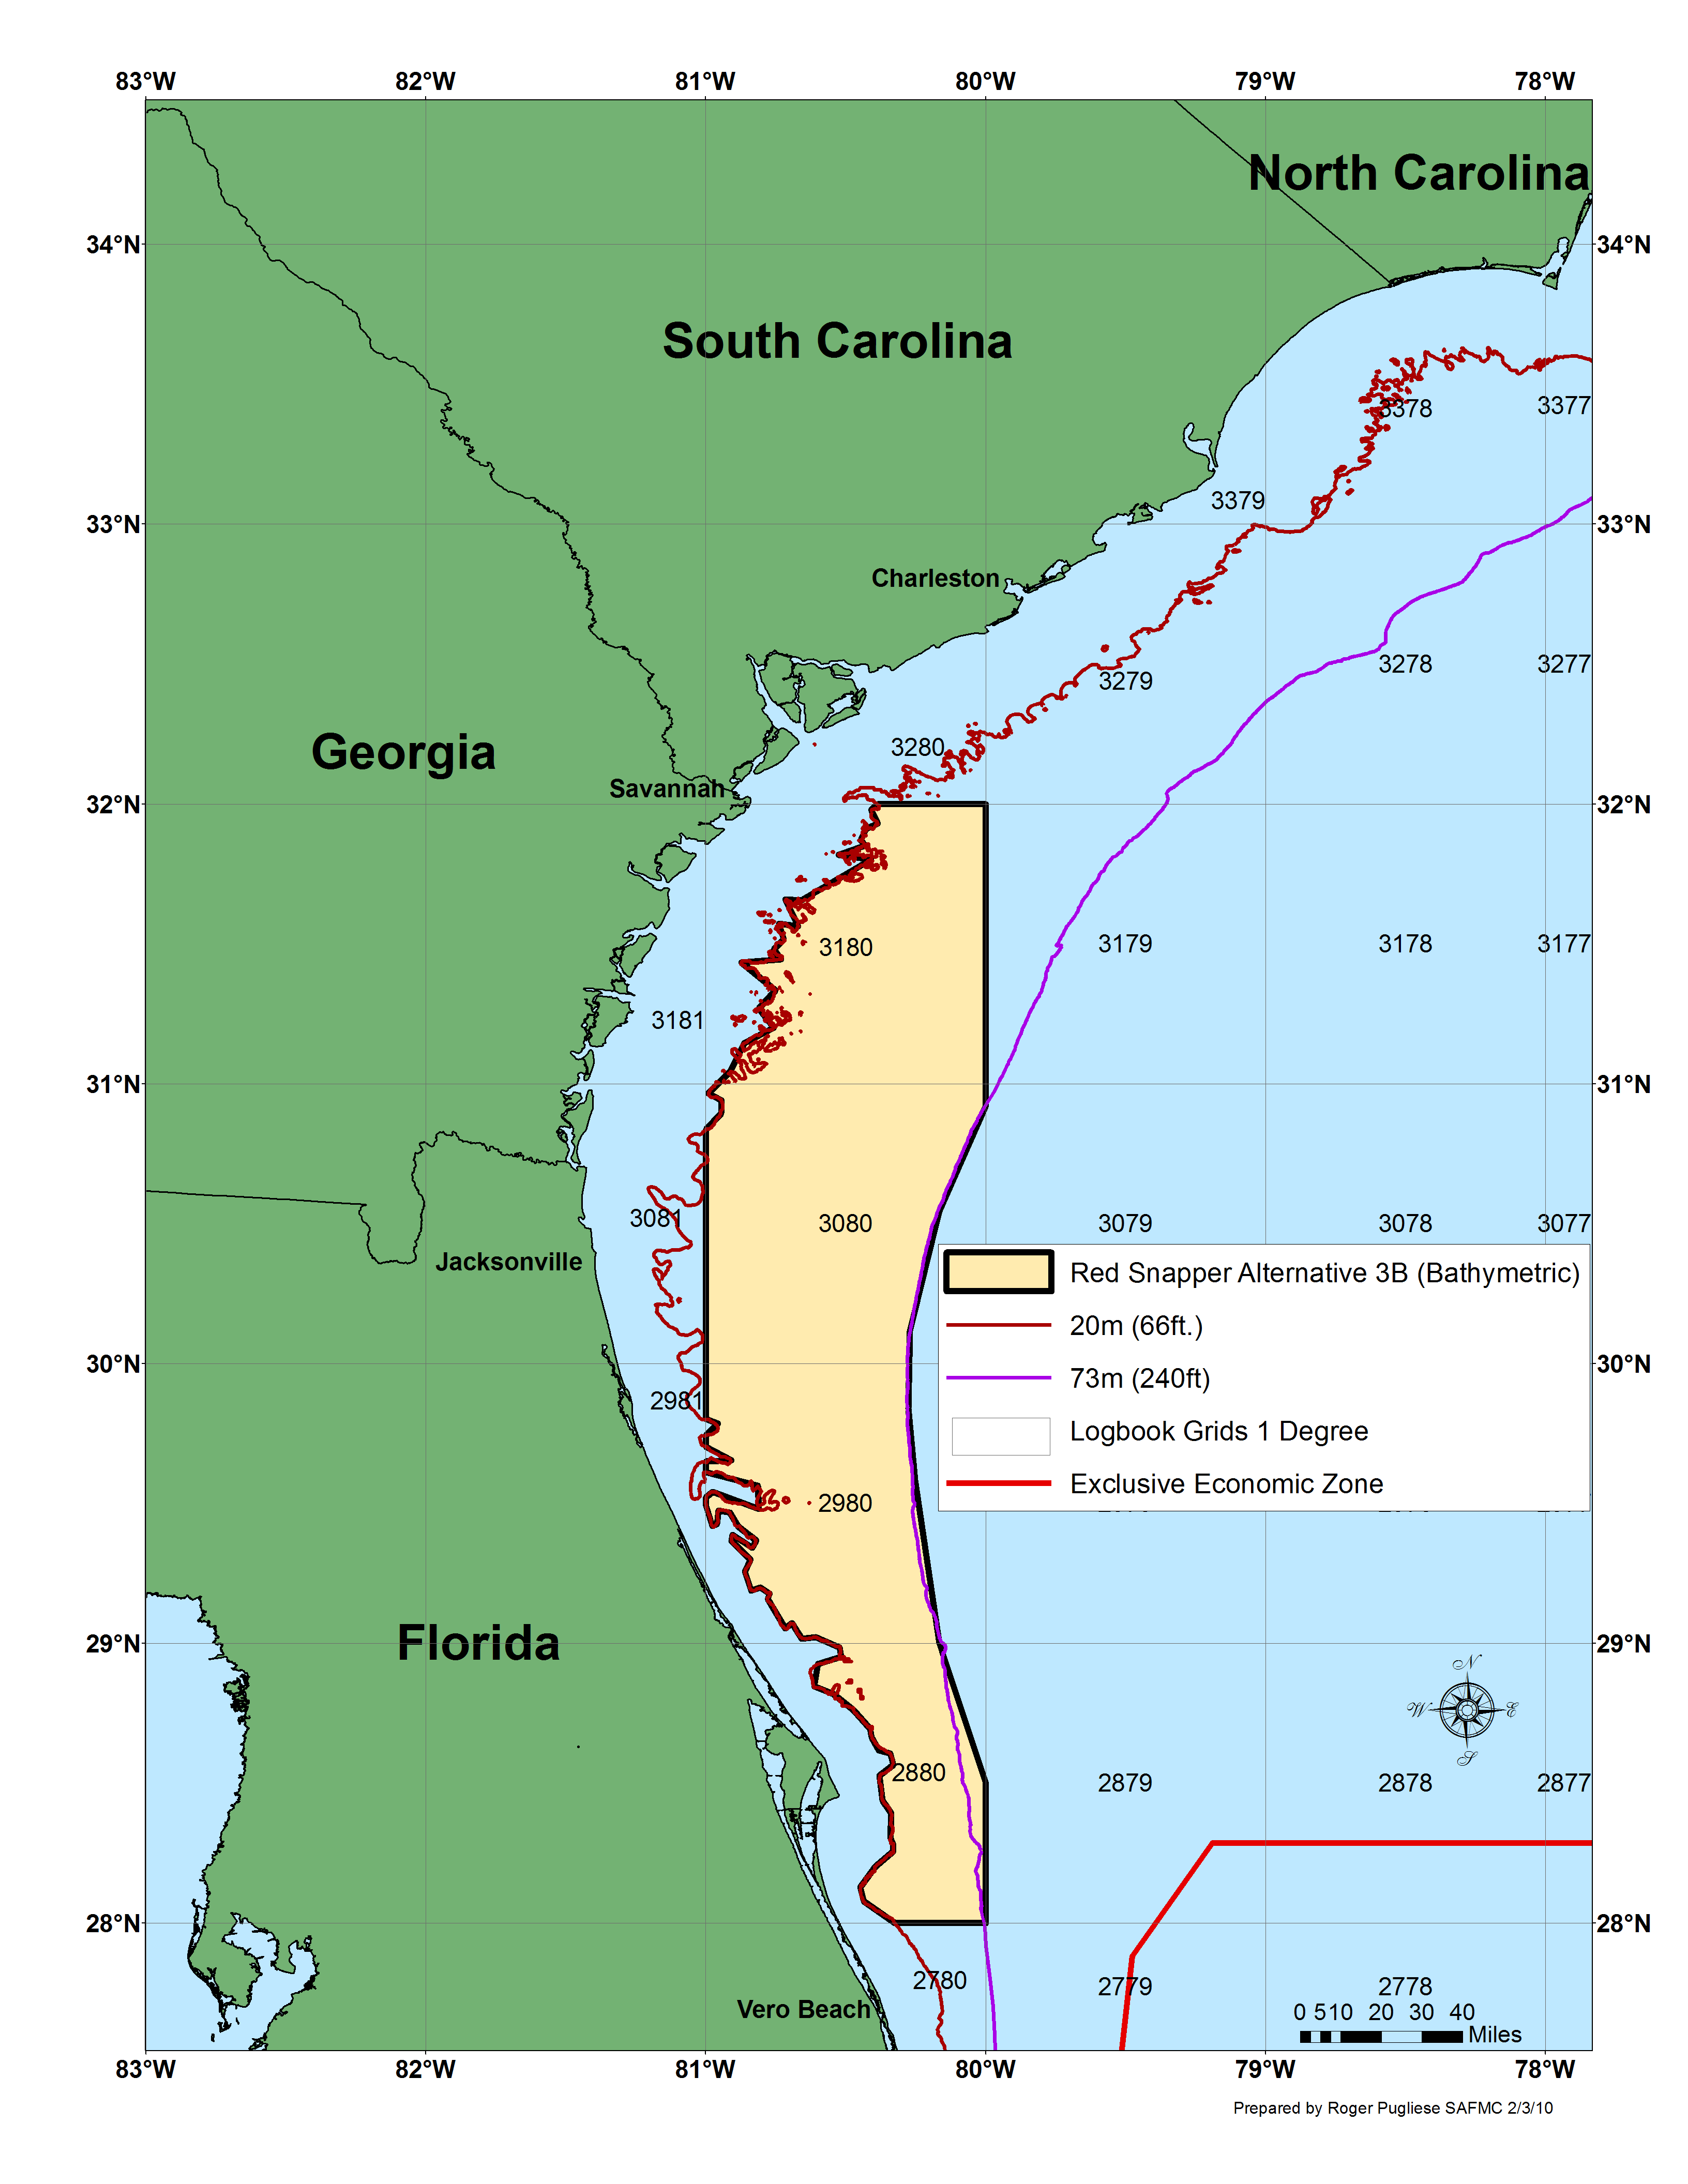 83°W 82°W 81°W 80°W 79°W 78°W
North Carolina
34°N 34°N
South Carolina
3378 3377
3379
33°N 33°N
Charleston
3278 3277
3279
3280
Georgia
Savannah
32°N 32°N
3180 3179 3178 3177
3181
31°N 31°N
3081 3080 3079 3078 3077
Jacksonville
Red Snapper Alternative 3B (Bathymetric)
20m (66ft.)
30°N 30°N
73m (240ft)
2981
Logbook Grids 1 Degree
Exclusive Economic Zone
2980
Florida
29°N 29°N
N
W E
S
2880 2879 2878 2877
28°N 28°N
2780 2779 2778
Vero Beach
0 510 20 30 40
Miles
83°W 82°W 81°W 80°W 79°W 78°W
Prepared by Roger Pugliese SAFMC 2/3/10